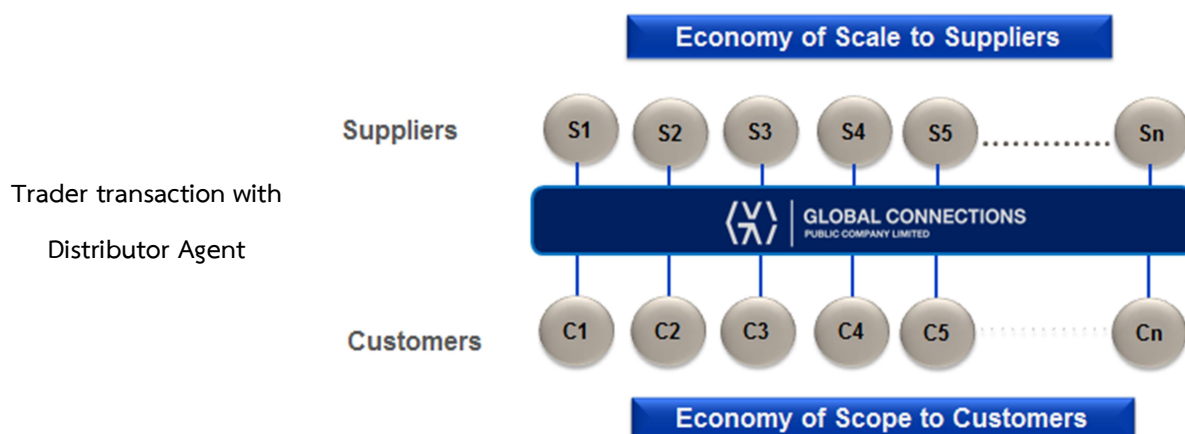 Economy of Scale to Suppliers
Suppliers
S1 S2 S3 S4 S5 Sn
Trader transaction with
Distributor Agent
GLOBAL CONNECTIONS
PUBLIC COMPANY LIMITED
Customers
C1 C2 C3 C4 C5 Cn
Economy of Scope to Customers